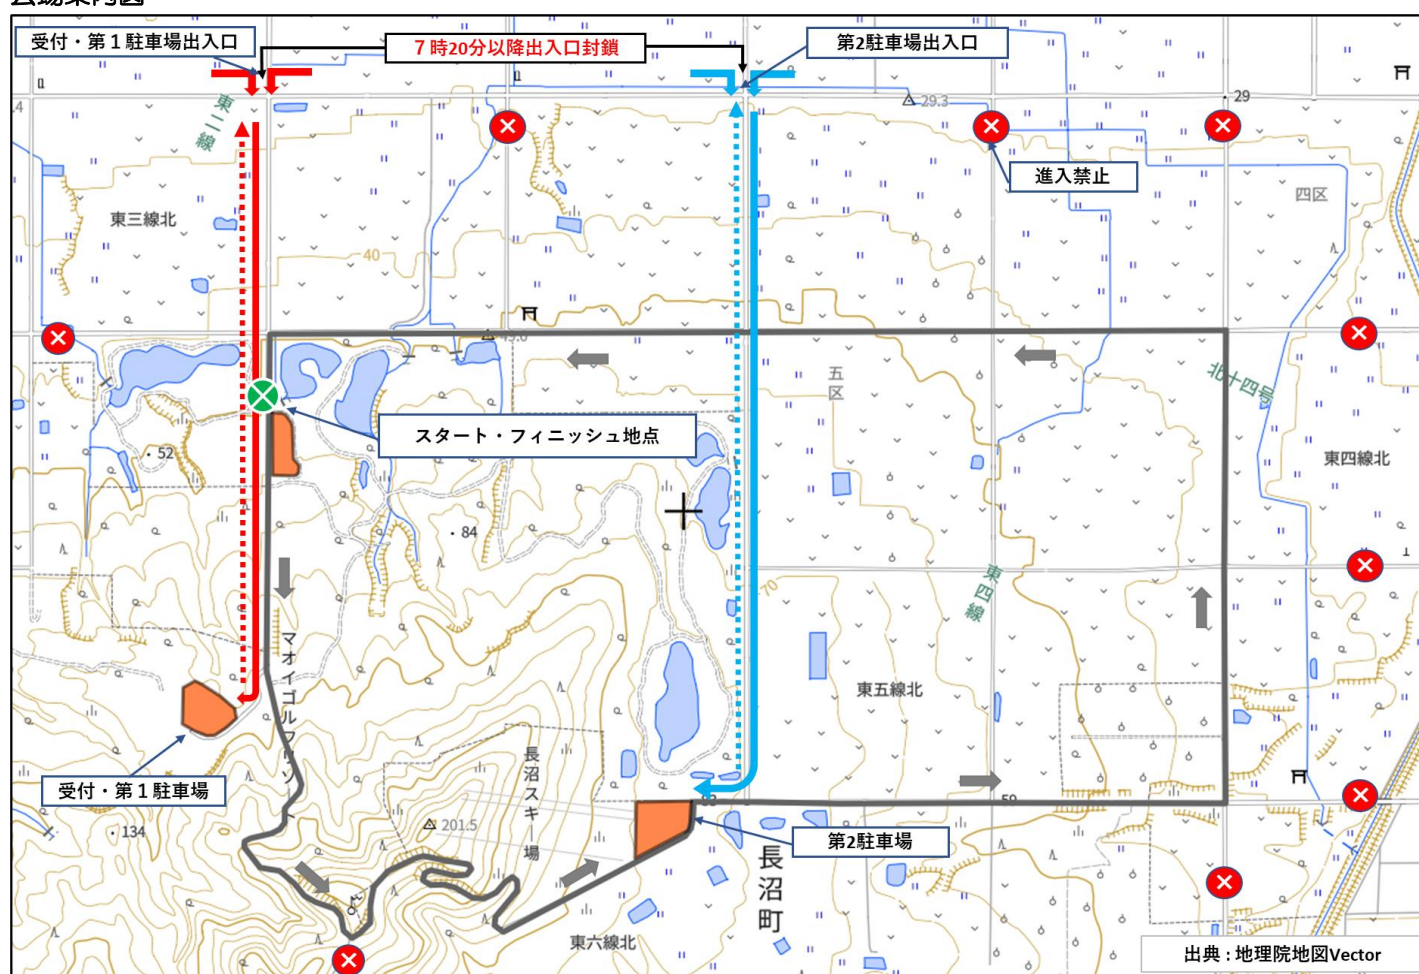 受付・第１駐車場出入口
７時20分以降出入口封鎖
第2駐車場出入口
29.3
29
東二線
進入禁止
四区
東三線北
40
五区
北十四号
スタート・フィニッシュ地点
52
東四線北
84
70
東四線
マオイゴルフリゾート
東五線北
長沼スキー場
受付・第１駐車場
59
134
201.5
第2駐車場
長沼町
東六線北
出典：地理院地図Vector